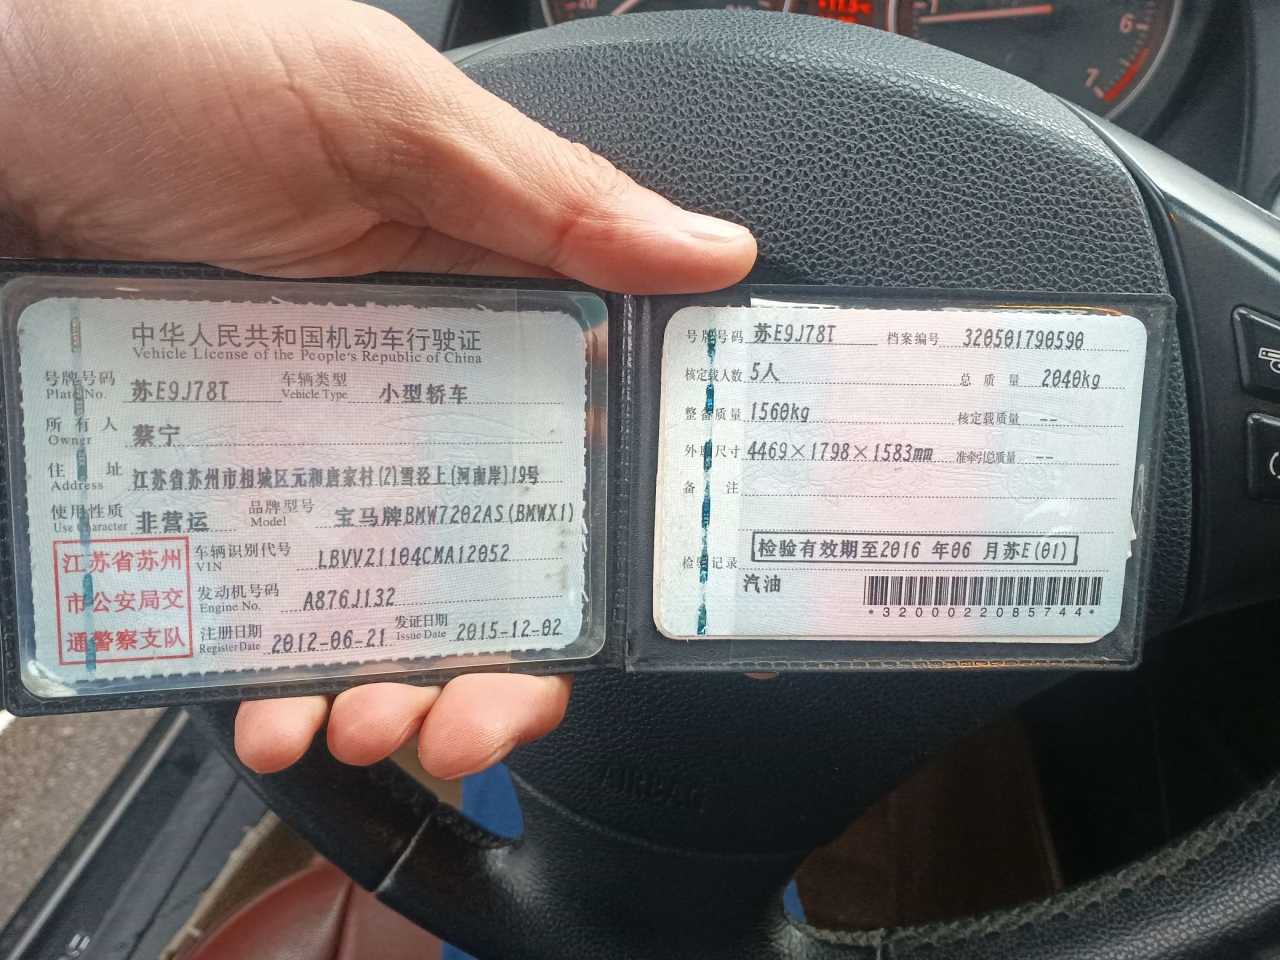 中华人民共和国机动车行驶证
Vehicle License of the People's Republic of China
号牌号码 苏E9J78T 车辆类型 小型轿车
Plate No. Vehicle Type
所有人 蔡宁
Owner
住址 江苏省苏州市相城区元和唐家村(2)雪泾上(河南岸)19号
Address
使用性质 非营运 品牌型号 宝马牌BMW7202AS(BMWX1)
Use Character Model
江苏省苏州
市公安局交
通警察支队
车辆识别代号 LBVVZ1104CMA12052
VIN
发动机号码 A876J132
Engine No.
注册日期 2012-06-21 发证日期 2015-12-02
Register Date Issue Date
号牌号码 苏E9J78T 档案编号 320501790590
核定载人数 5人 总质量 2040kg
整备质量 1560kg 核定载质量 --
外廓尺寸 4469×1798×1583mm 准牵引总质量 --
备注
检验记录 检验有效期至2016 年06 月苏E(01)
汽油
*3200022085744*
AIRBAG
6
7